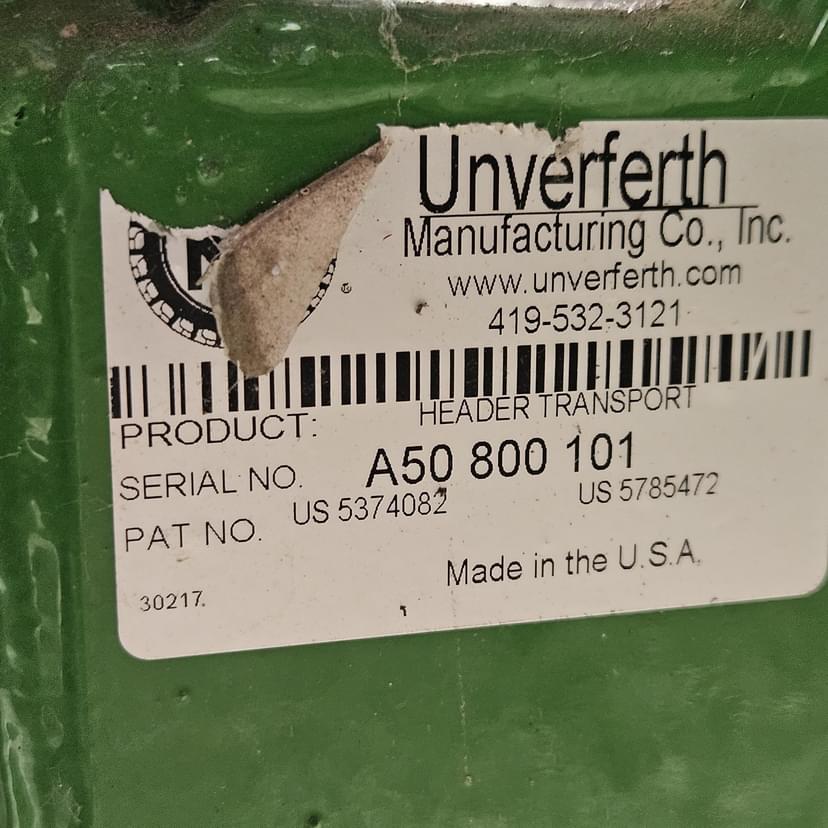 Unverferth
Manufacturing Co., Inc.
www.unverferth.com
419-532-3121
PRODUCT: HEADER TRANSPORT
SERIAL NO. A50 800 101
PAT NO. US 5374082 US 5785472
Made in the U.S.A.
30217.